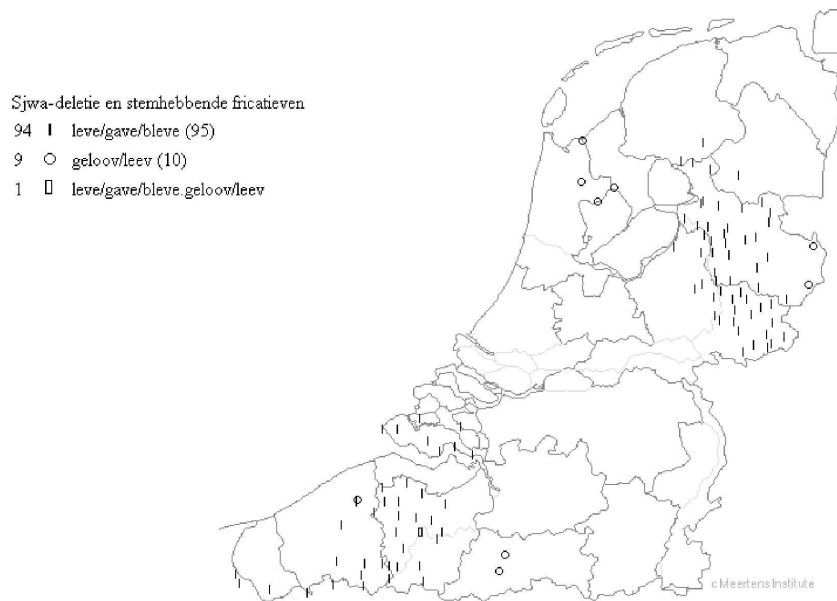 Sjwa-deletie en stemhebbende fricatieven
94 leve/gave/bleve (95)
9 geloov/leev (10)
1 leve/gave/bleve.geloov/leev
c Meertens Institute